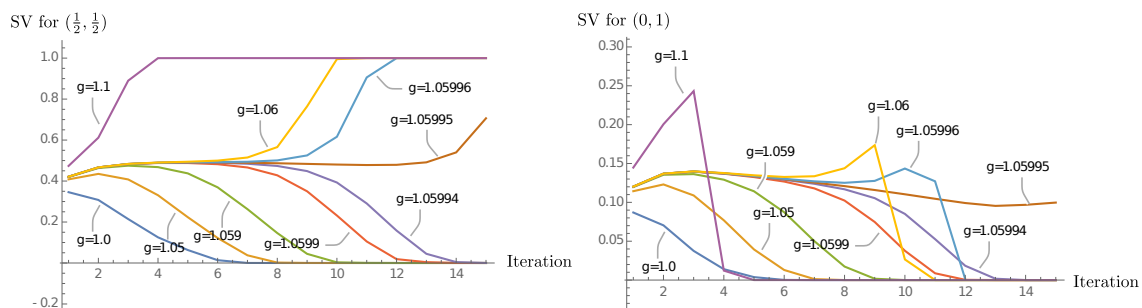 SV for (1/2, 1/2)
1.0
0.8
0.6
0.4
0.2
-0.2
2 4 6 8 10 12 14
Iteration
g=1.1
g=1.06
g=1.05996
g=1.05995
g=1.05994
g=1.0
g=1.05
g=1.059
g=1.0599
SV for (0, 1)
0.30
0.25
0.20
0.15
0.10
0.05
2 4 6 8 10 12 14
Iteration
g=1.1
g=1.06
g=1.05996
g=1.059
g=1.05995
g=1.05
g=1.0599
g=1.05994
g=1.0